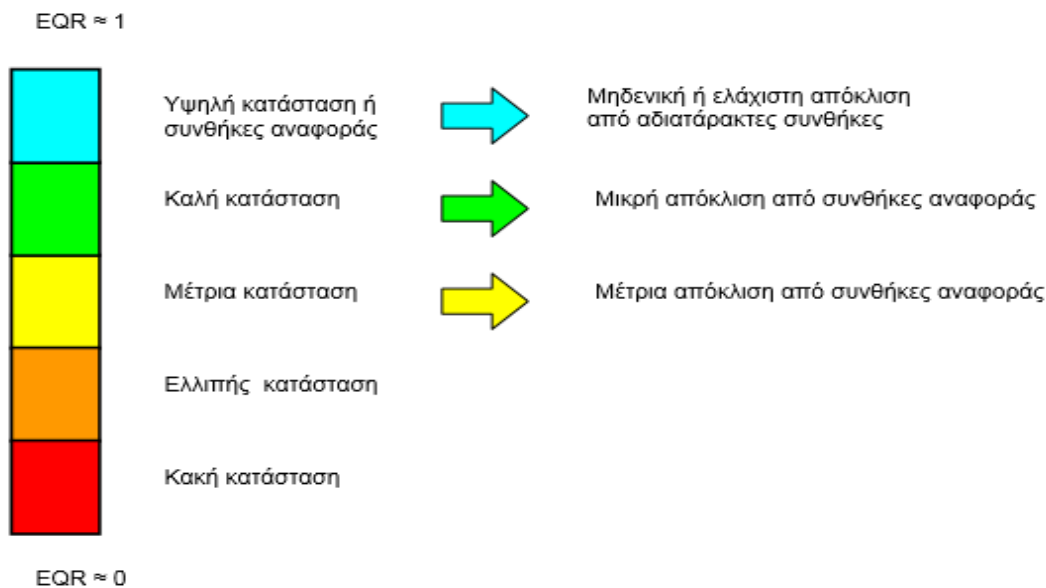 EQR ≈ 1
Υψηλή κατάσταση ή
συνθήκες αναφοράς
Μηδενική ή ελάχιστη απόκλιση
από αδιατάρακτες συνθήκες
Καλή κατάσταση
Μικρή απόκλιση από συνθήκες αναφοράς
Μέτρια κατάσταση
Μέτρια απόκλιση από συνθήκες αναφοράς
Ελλιπής κατάσταση
Κακή κατάσταση
EQR ≈ 0